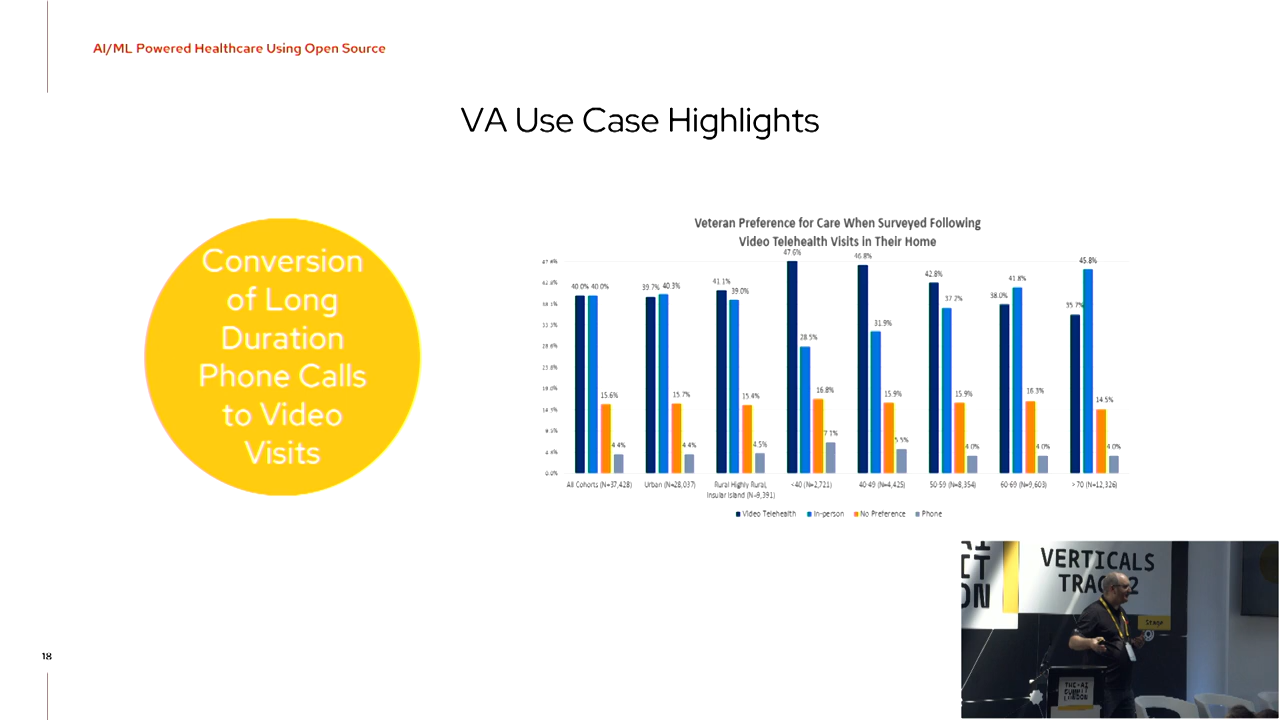 AI/ML Powered Healthcare Using Open Source
VA Use Case Highlights
Conversion
of Long
Duration
Phone Calls
to Video
Visits
Veteran Preference for Care When Surveyed Following
Video Telehealth Visits in Their Home
40.0% 40.0% 15.6% 4.4%
39.7% 40.3% 15.7% 4.4%
41.1% 39.0% 15.4% 4.5%
47.6% 28.5% 16.8% 7.1%
46.8% 31.9% 15.9% 5.5%
42.8% 37.2% 15.9% 4.0%
38.0% 41.8% 16.3% 4.0%
35.7% 45.8% 14.5% 4.0%
0.0%
All Cohorts (N=37,428) Urban (N=28,037) Rural Highly Rural, <40 (N=2,721) 40-49 (N=4,425) 50-59 (N=8,354) 60-69 (N=9,603) >70 (N=12,326)
Insular Island (N=9,391)
Video Telehealth In-person No Preference Phone
VERTICALS
Stage
THE·AI
SUMMIT
LONDON
18